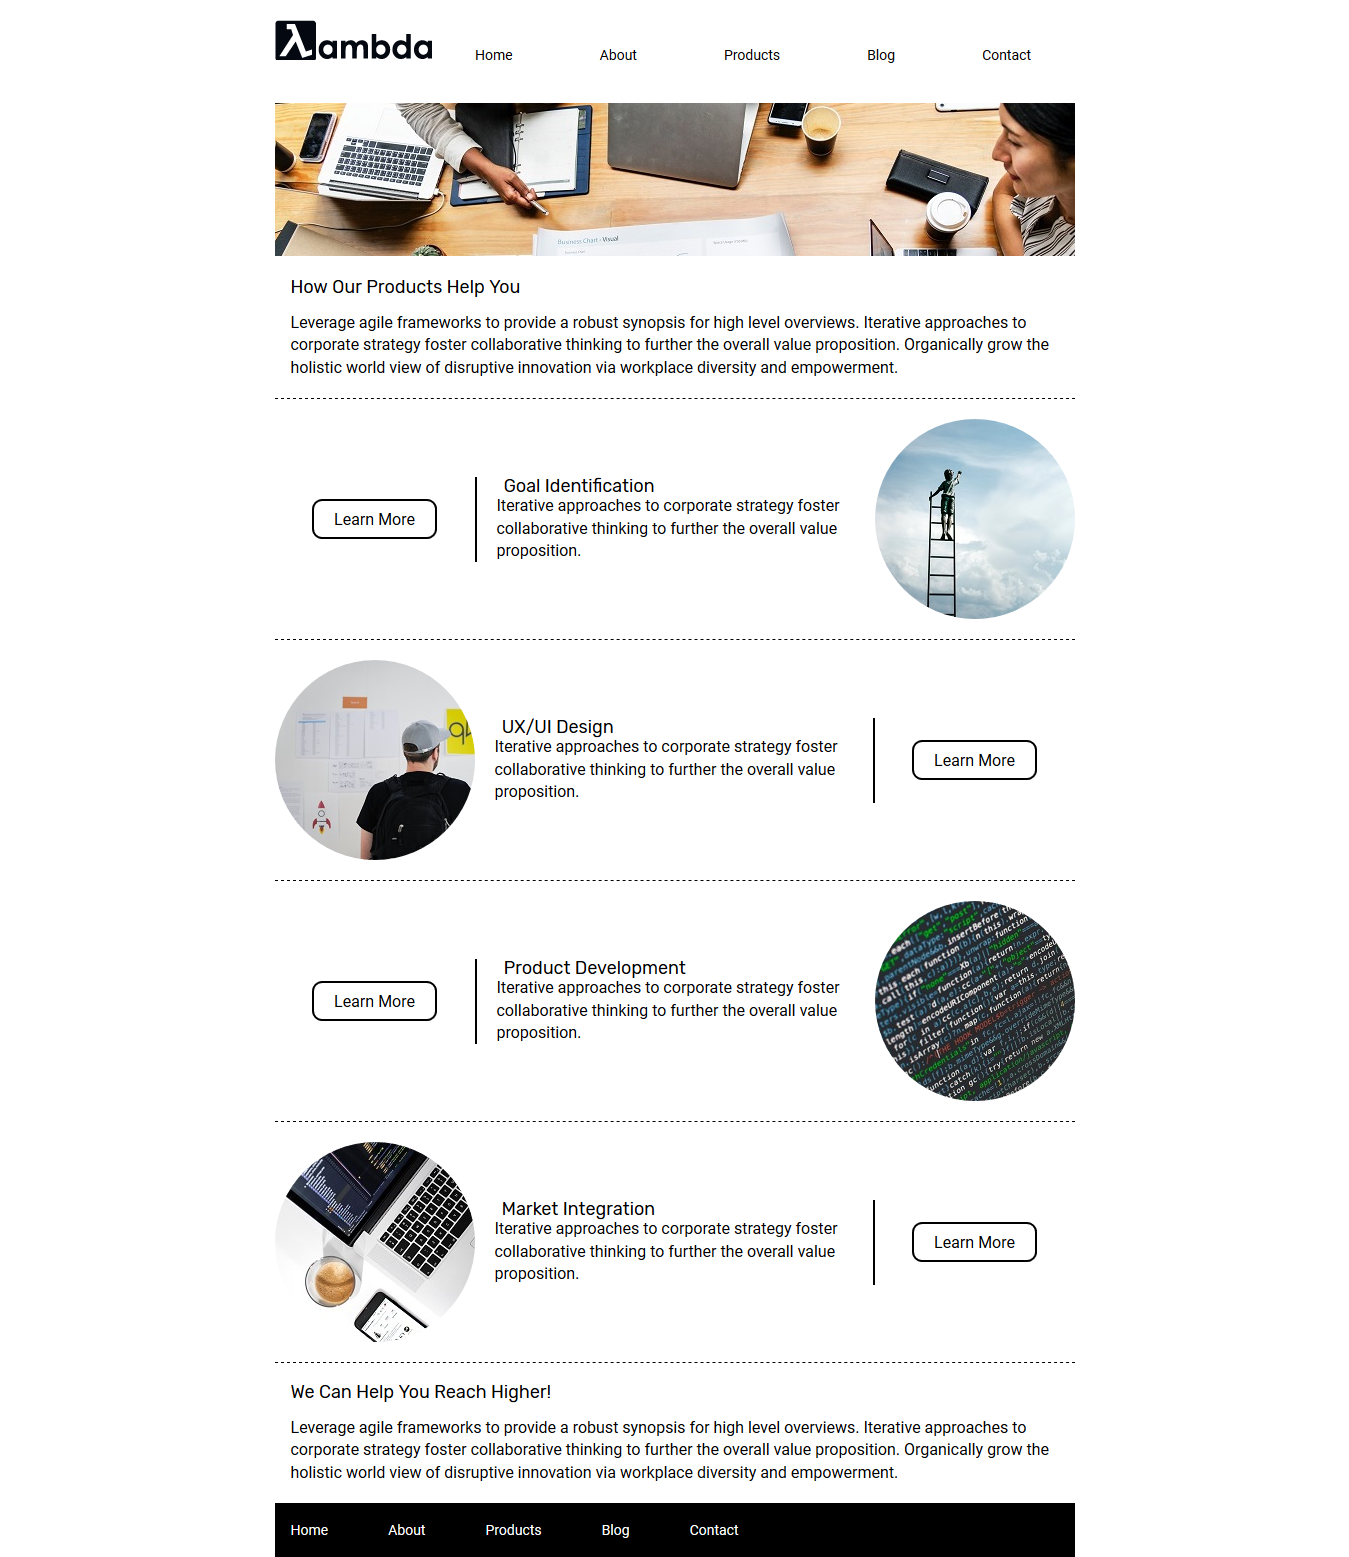 λambda
Home About Products Blog Contact
Business Chart › Visual
How Our Products Help You
Leverage agile frameworks to provide a robust synopsis for high level overviews. Iterative approaches to
corporate strategy foster collaborative thinking to further the overall value proposition. Organically grow the
holistic world view of disruptive innovation via workplace diversity and empowerment.
Learn More
Goal Identification
Iterative approaches to corporate strategy foster
collaborative thinking to further the overall value
proposition.
UX/UI Design
Iterative approaches to corporate strategy foster
collaborative thinking to further the overall value
proposition.
Learn More
Learn More
Product Development
Iterative approaches to corporate strategy foster
collaborative thinking to further the overall value
proposition.
Market Integration
Iterative approaches to corporate strategy foster
collaborative thinking to further the overall value
proposition.
Learn More
We Can Help You Reach Higher!
Leverage agile frameworks to provide a robust synopsis for high level overviews. Iterative approaches to
corporate strategy foster collaborative thinking to further the overall value proposition. Organically grow the
holistic world view of disruptive innovation via workplace diversity and empowerment.
Home About Products Blog Contact